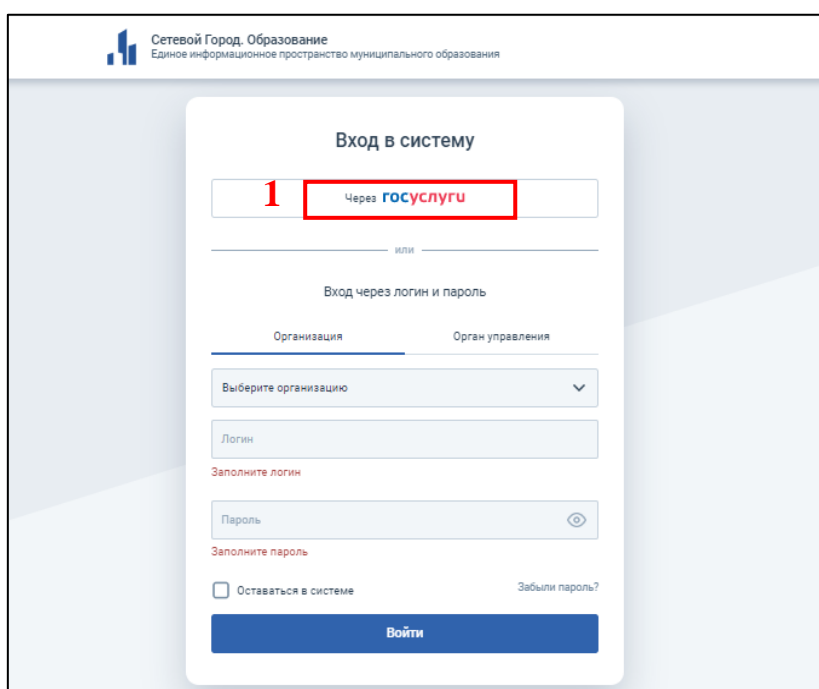 Сетевой Город. Образование
Единое информационное пространство муниципального образования
Вход в систему
1 Через госуслуги
или
Вход через логин и пароль
Организация Орган управления
Выберите организацию
Логин
Заполните логин
Пароль
Заполните пароль
Оставаться в системе Забыли пароль?
Войти